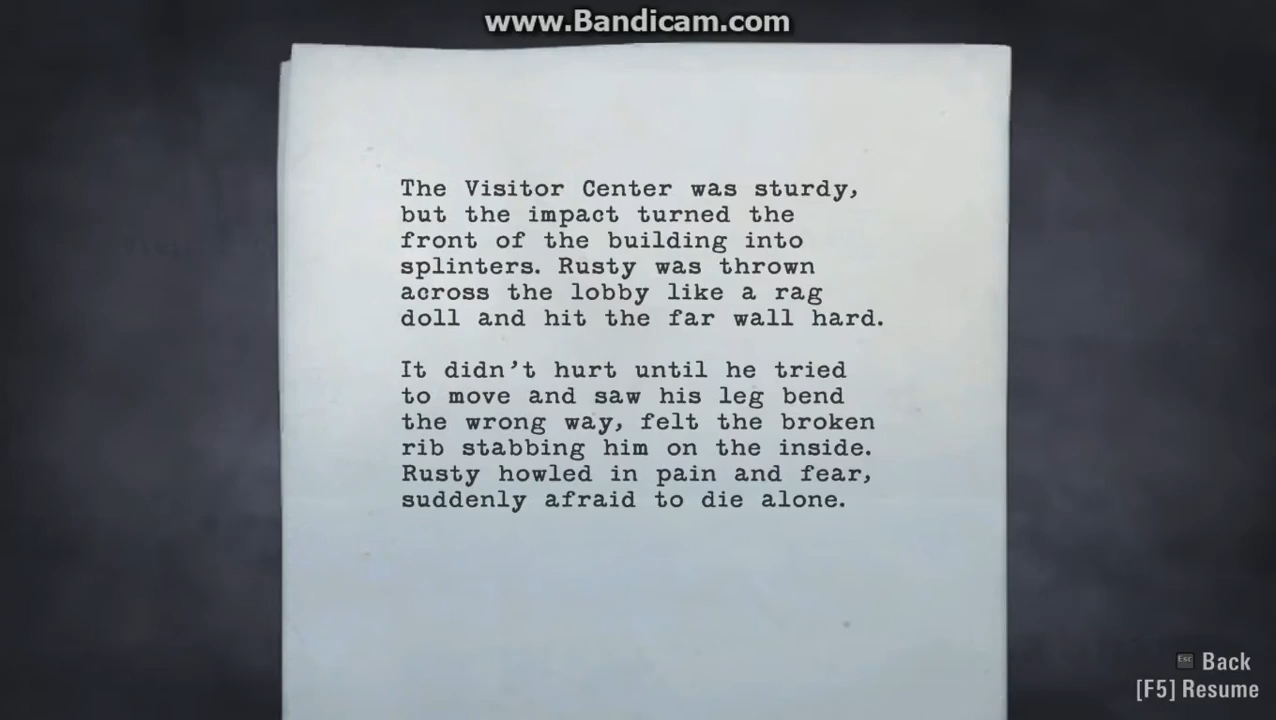 www.Bandicam.com
The Visitor Center was sturdy,
but the impact turned the
front of the building into
splinters. Rusty was thrown
across the lobby like a rag
doll and hit the far wall hard.
It didn't hurt until he tried
to move and saw his leg bend
the wrong way, felt the broken
rib stabbing him on the inside.
Rusty howled in pain and fear,
suddenly afraid to die alone.
Esc Back
[F5] Resume